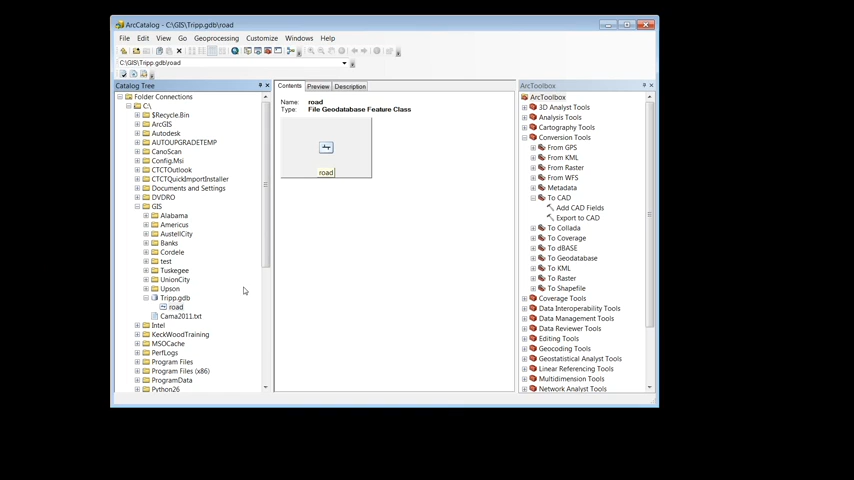 ArcCatalog - C:\GIS\Tripp.gdb\road
File Edit View Go Geoprocessing Customize Windows Help
C:\GIS\Tripp.gdb\road
Catalog Tree
Folder Connections
C:\
$Recycle.Bin
ArcGIS
Autodesk
AUTOUPGRADETEMP
CanoScan
Config.Msi
CTCTOutlook
CTCTQuickImportInstaller
Documents and Settings
DVDRO
GIS
Alabama
Americus
AustellCity
Banks
Cordele
test
Tuskegee
UnionCity
Upson
Tripp.gdb
road
Cama2011.txt
Intel
KeckWoodTraining
MSOCache
PerfLogs
Program Files
Program Files (x86)
ProgramData
Python26
Contents Preview Description
Name: road
Type: File Geodatabase Feature Class
road
ArcToolbox
ArcToolbox
3D Analyst Tools
Analysis Tools
Cartography Tools
Conversion Tools
From GPS
From KML
From Raster
From WFS
Metadata
To CAD
Add CAD Fields
Export to CAD
To Collada
To Coverage
To dBASE
To Geodatabase
To KML
To Raster
To Shapefile
Coverage Tools
Data Interoperability Tools
Data Management Tools
Data Reviewer Tools
Editing Tools
Geocoding Tools
Geostatistical Analyst Tools
Linear Referencing Tools
Multidimension Tools
Network Analyst Tools